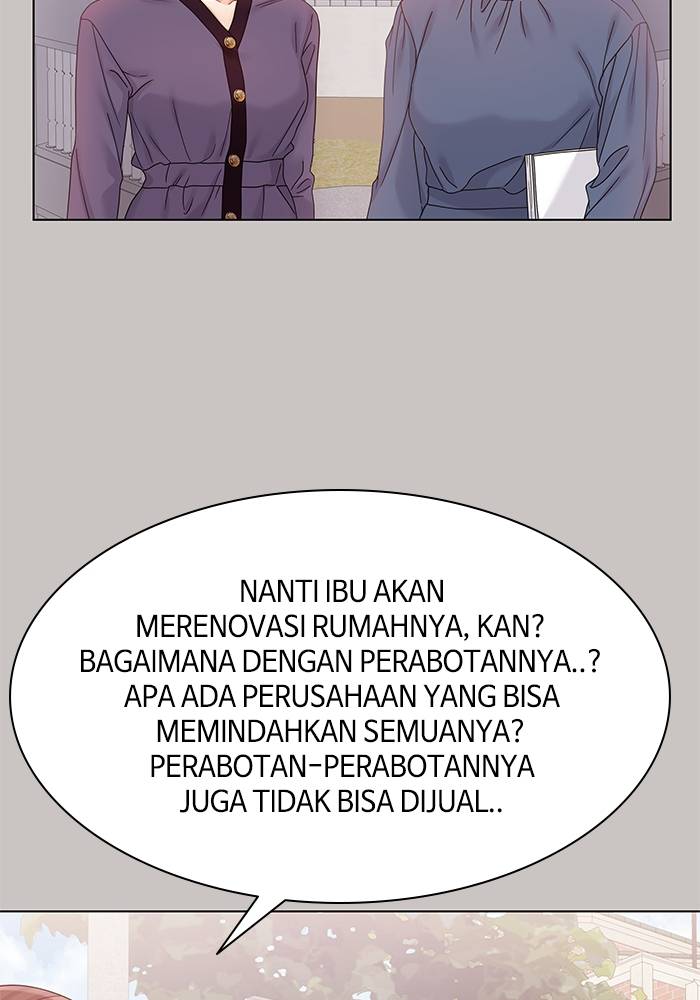 NANTI IBU AKAN
MERENOVASI RUMAHNYA, KAN?
BAGAIMANA DENGAN PERABOTANNYA..?
APA ADA PERUSAHAAN YANG BISA
MEMINDAHKAN SEMUANYA?
PERABOTAN-PERABOTANNYA
JUGA TIDAK BISA DIJUAL..